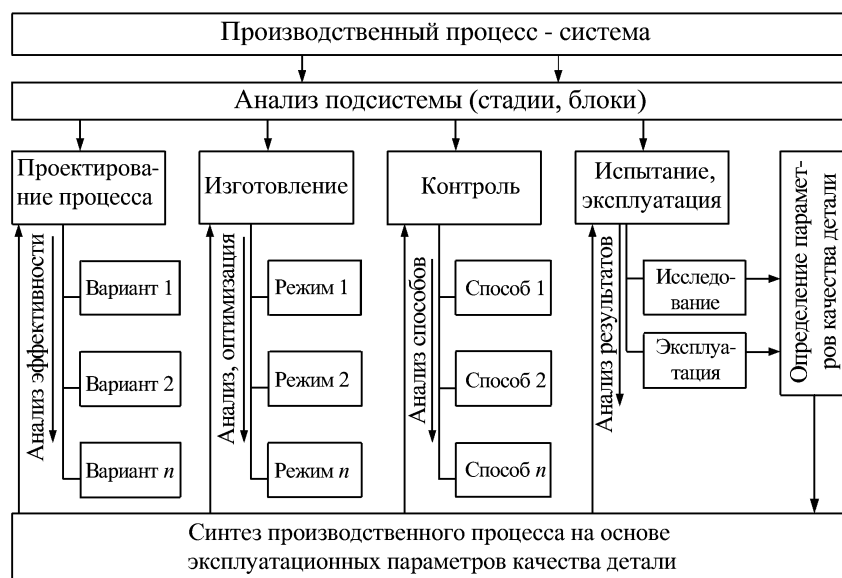 Производственный процесс - система
Анализ подсистемы (стадии, блоки)
Проектирова-
ние процесса
Изготовление
Контроль
Испытание,
эксплуатация
Определение парамет-
ров качества детали
Анализ эффективности
Вариант 1
Вариант 2
Вариант n
Анализ, оптимизация
Режим 1
Режим 2
Режим n
Анализ способов
Способ 1
Способ 2
Способ n
Анализ результатов
Исследо-
вание
Эксплуа-
тация
Синтез производственного процесса на основе
эксплуатационных параметров качества детали